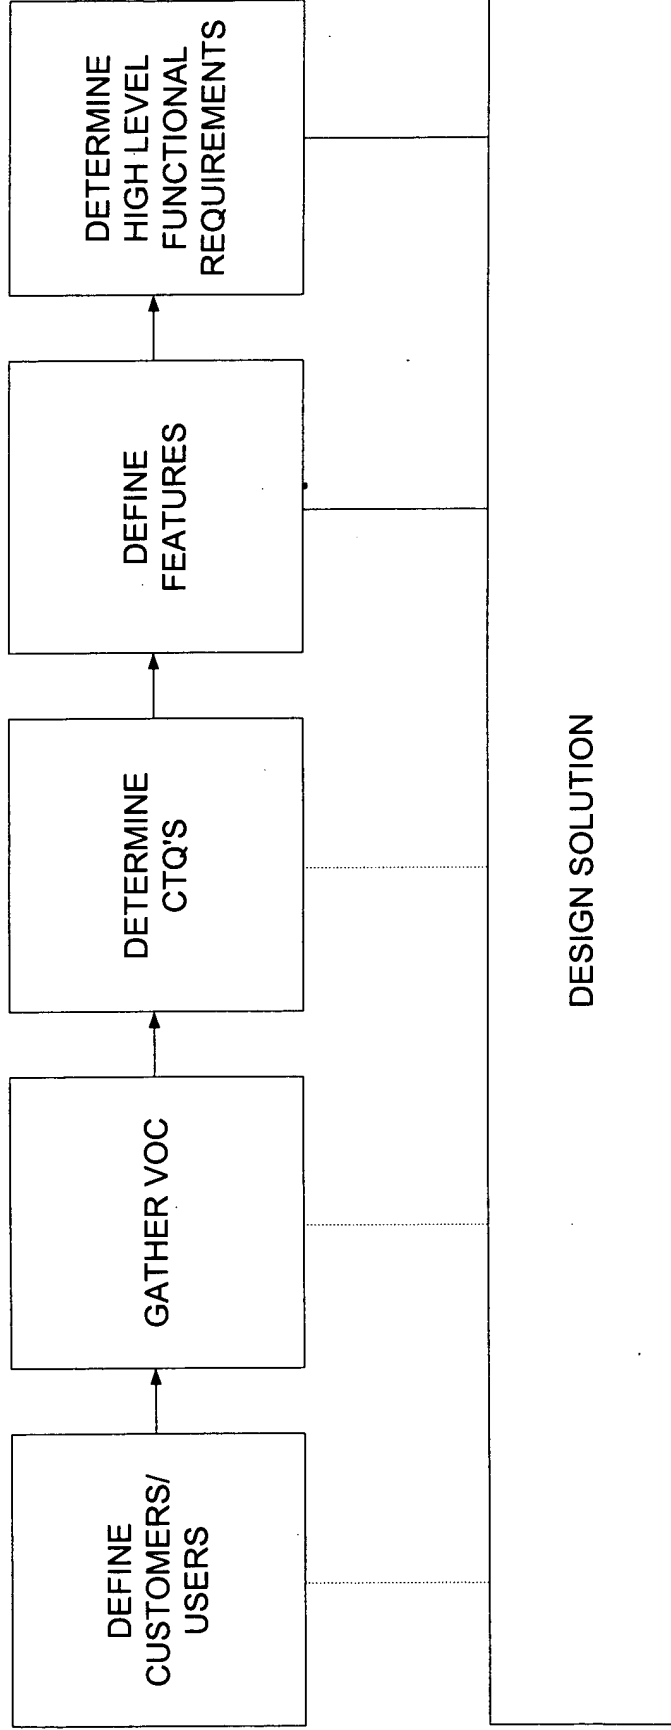 DEFINE
CUSTOMERS/
USERS
GATHER VOC
DETERMINE
CTQ'S
DEFINE
FEATURES
DETERMINE
HIGH LEVEL
FUNCTIONAL
REQUIREMENTS
DESIGN SOLUTION